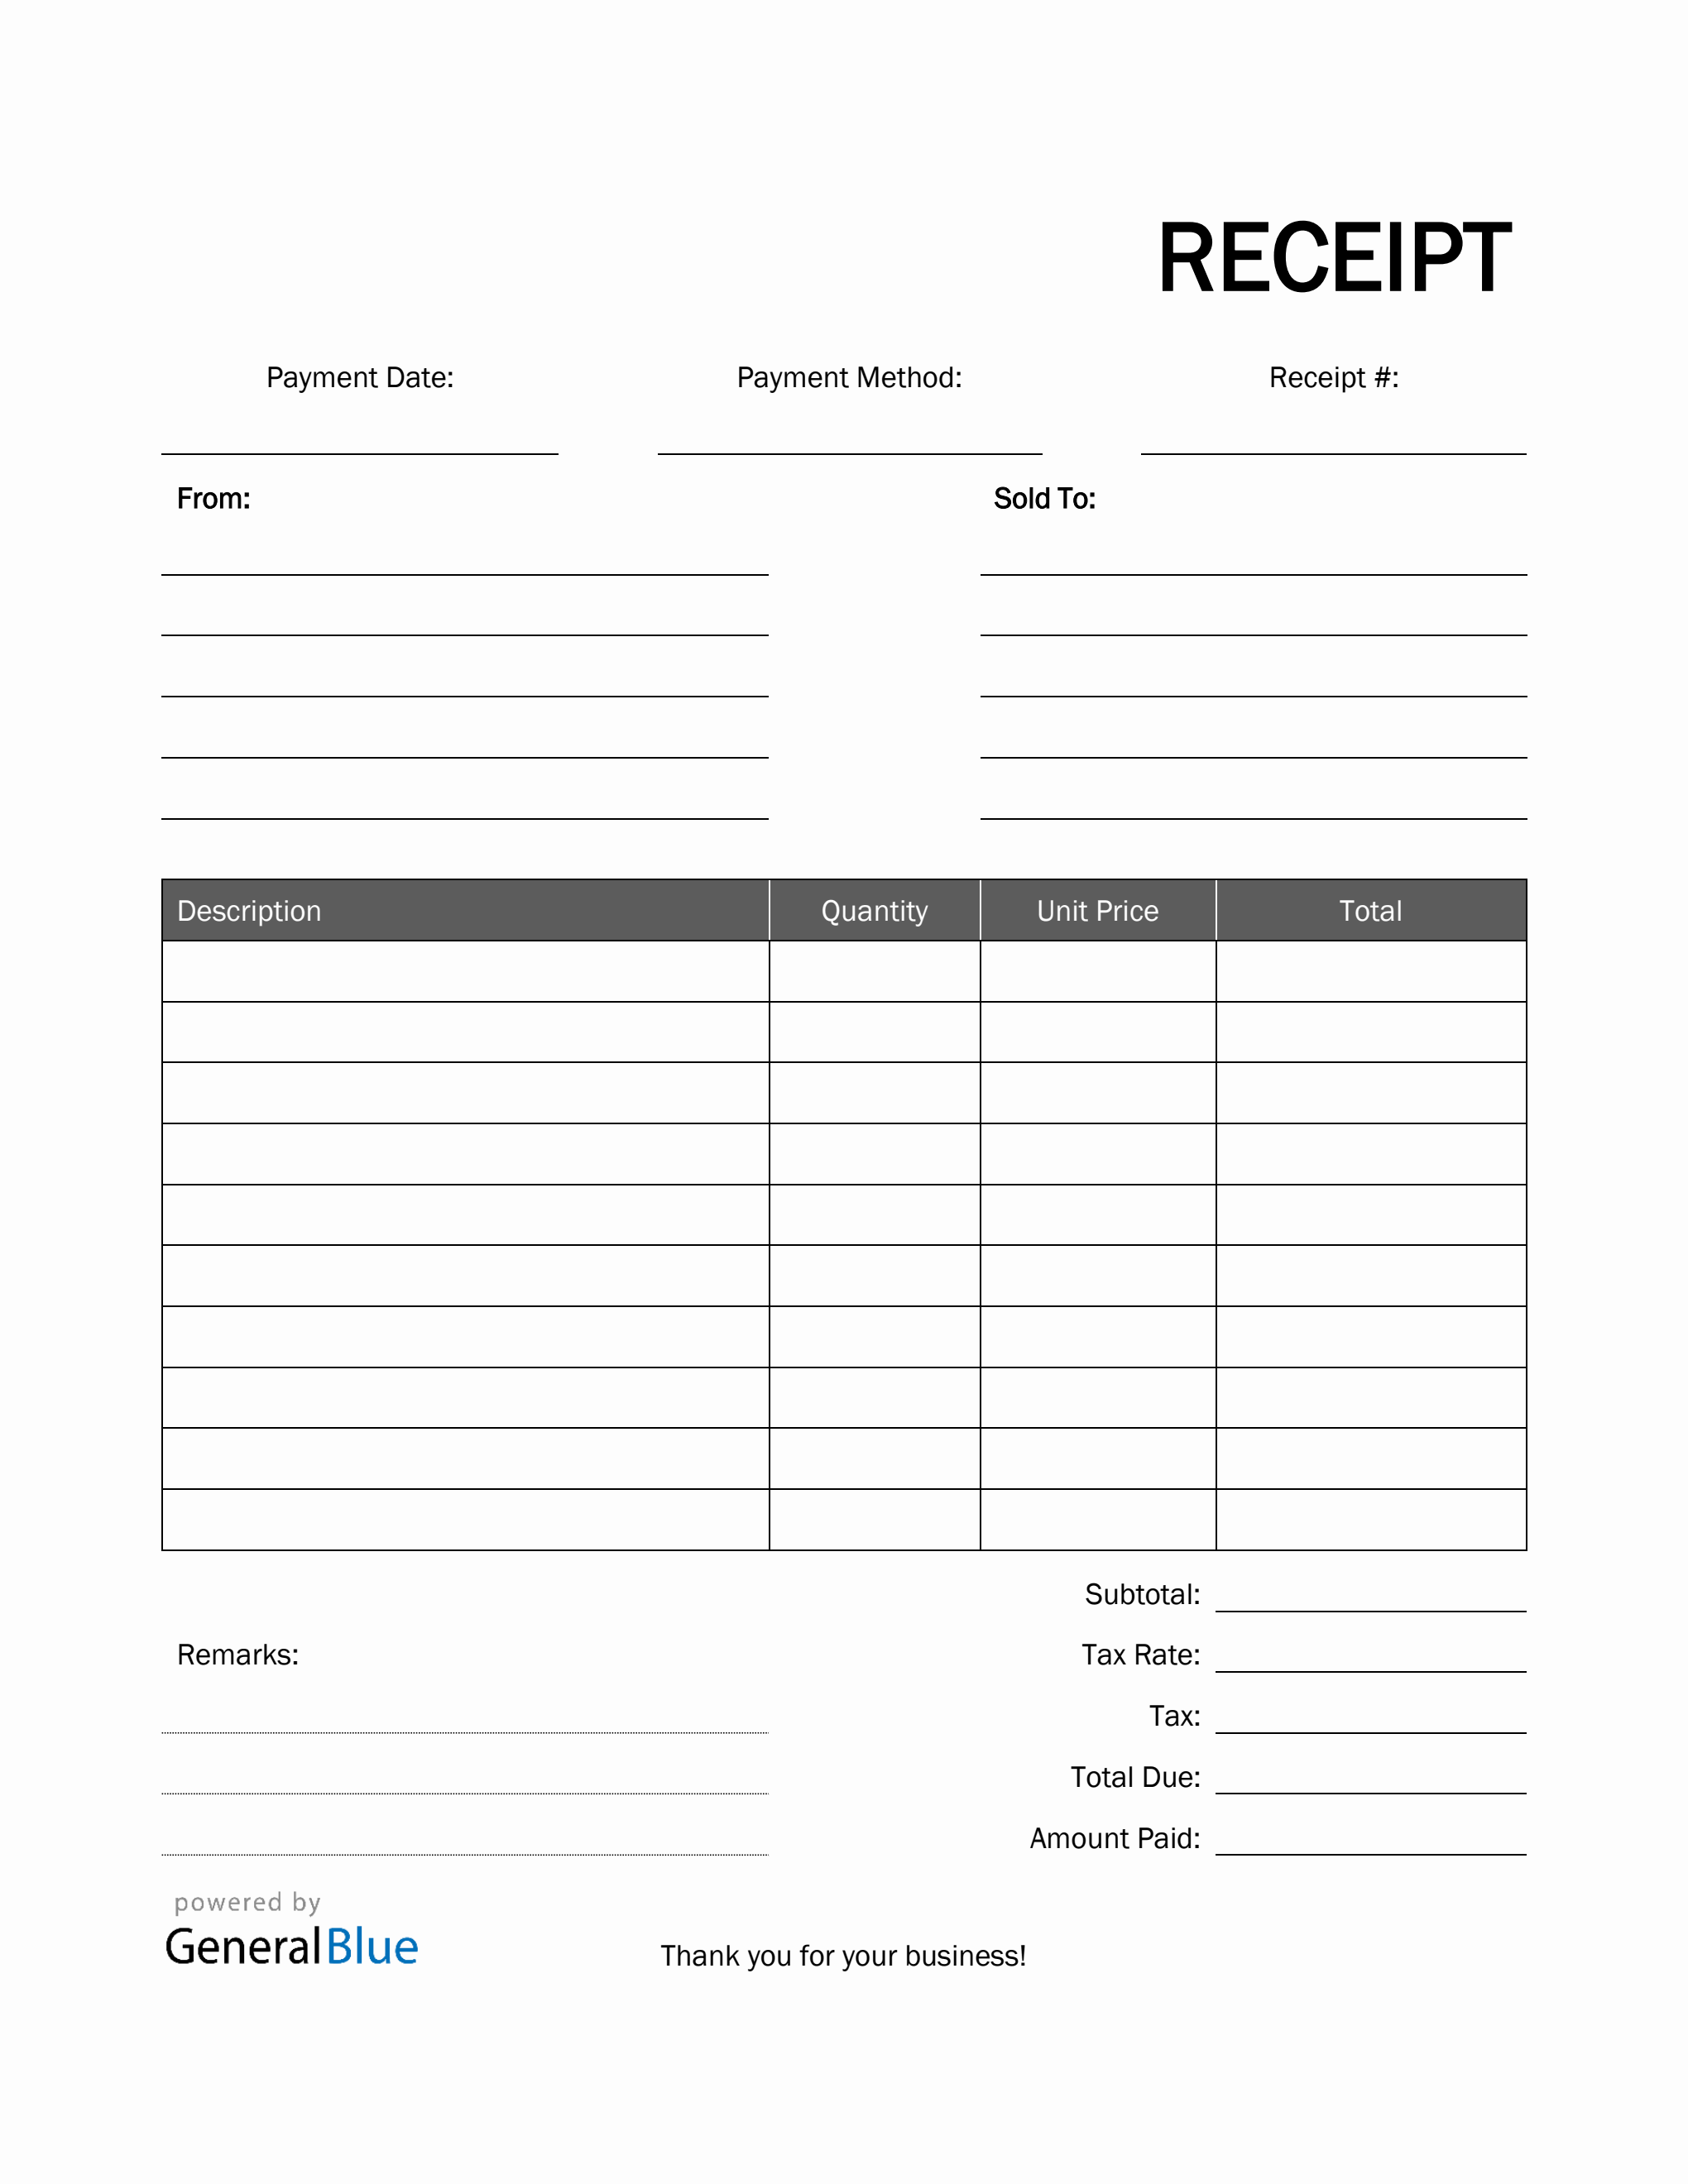 RECEIPT
Payment Date: Payment Method: Receipt #:
From: Sold To:
Description Quantity Unit Price Total
Subtotal:
Remarks: Tax Rate:
Tax:
Total Due:
Amount Paid:
powered by
GeneralBlue
Thank you for your business!